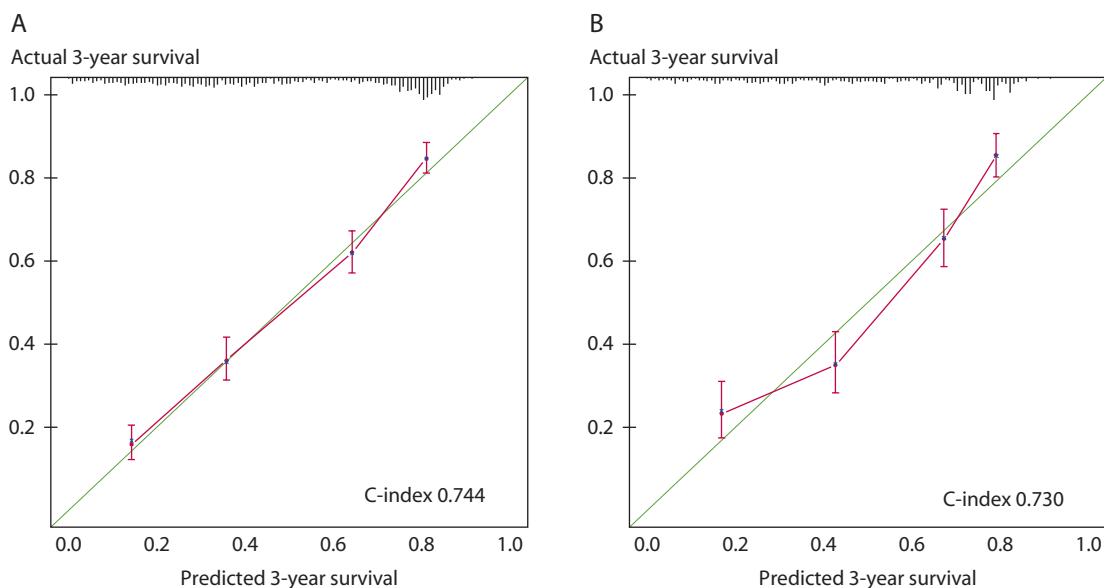 A
Actual 3-year survival
1.0
0.8
0.6
0.4
0.2
C-index 0.744
0.0 0.2 0.4 0.6 0.8 1.0
Predicted 3-year survival
B
Actual 3-year survival
1.0
0.8
0.6
0.4
0.2
C-index 0.730
0.0 0.2 0.4 0.6 0.8 1.0
Predicted 3-year survival